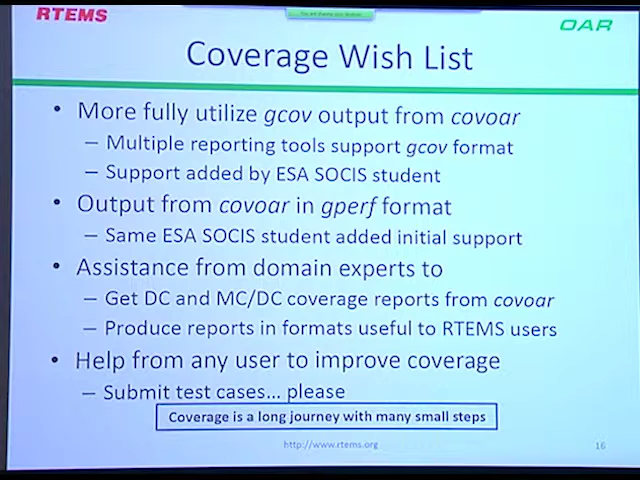 RTEMS
OAR
Coverage Wish List
• More fully utilize gcov output from covoar
– Multiple reporting tools support gcov format
– Support added by ESA SOCIS student
• Output from covoar in gperf format
– Same ESA SOCIS student added initial support
• Assistance from domain experts to
– Get DC and MC/DC coverage reports from covoar
– Produce reports in formats useful to RTEMS users
• Help from any user to improve coverage
– Submit test cases... please
Coverage is a long journey with many small steps
http://www.rtems.org
16